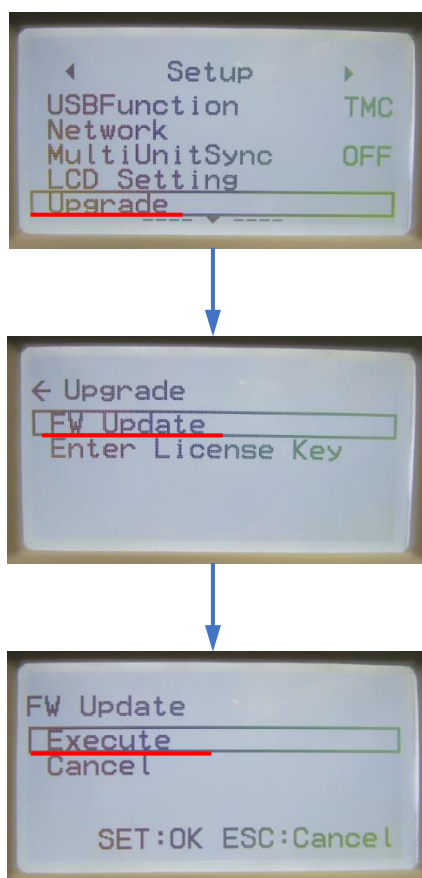 Setup
USBFunction TMC
Network
MultiUnitSync OFF
LCD Setting
Upgrade
← Upgrade
FW Update
Enter License Key
FW Update
Execute
Cancel
SET:OK ESC:Cancel